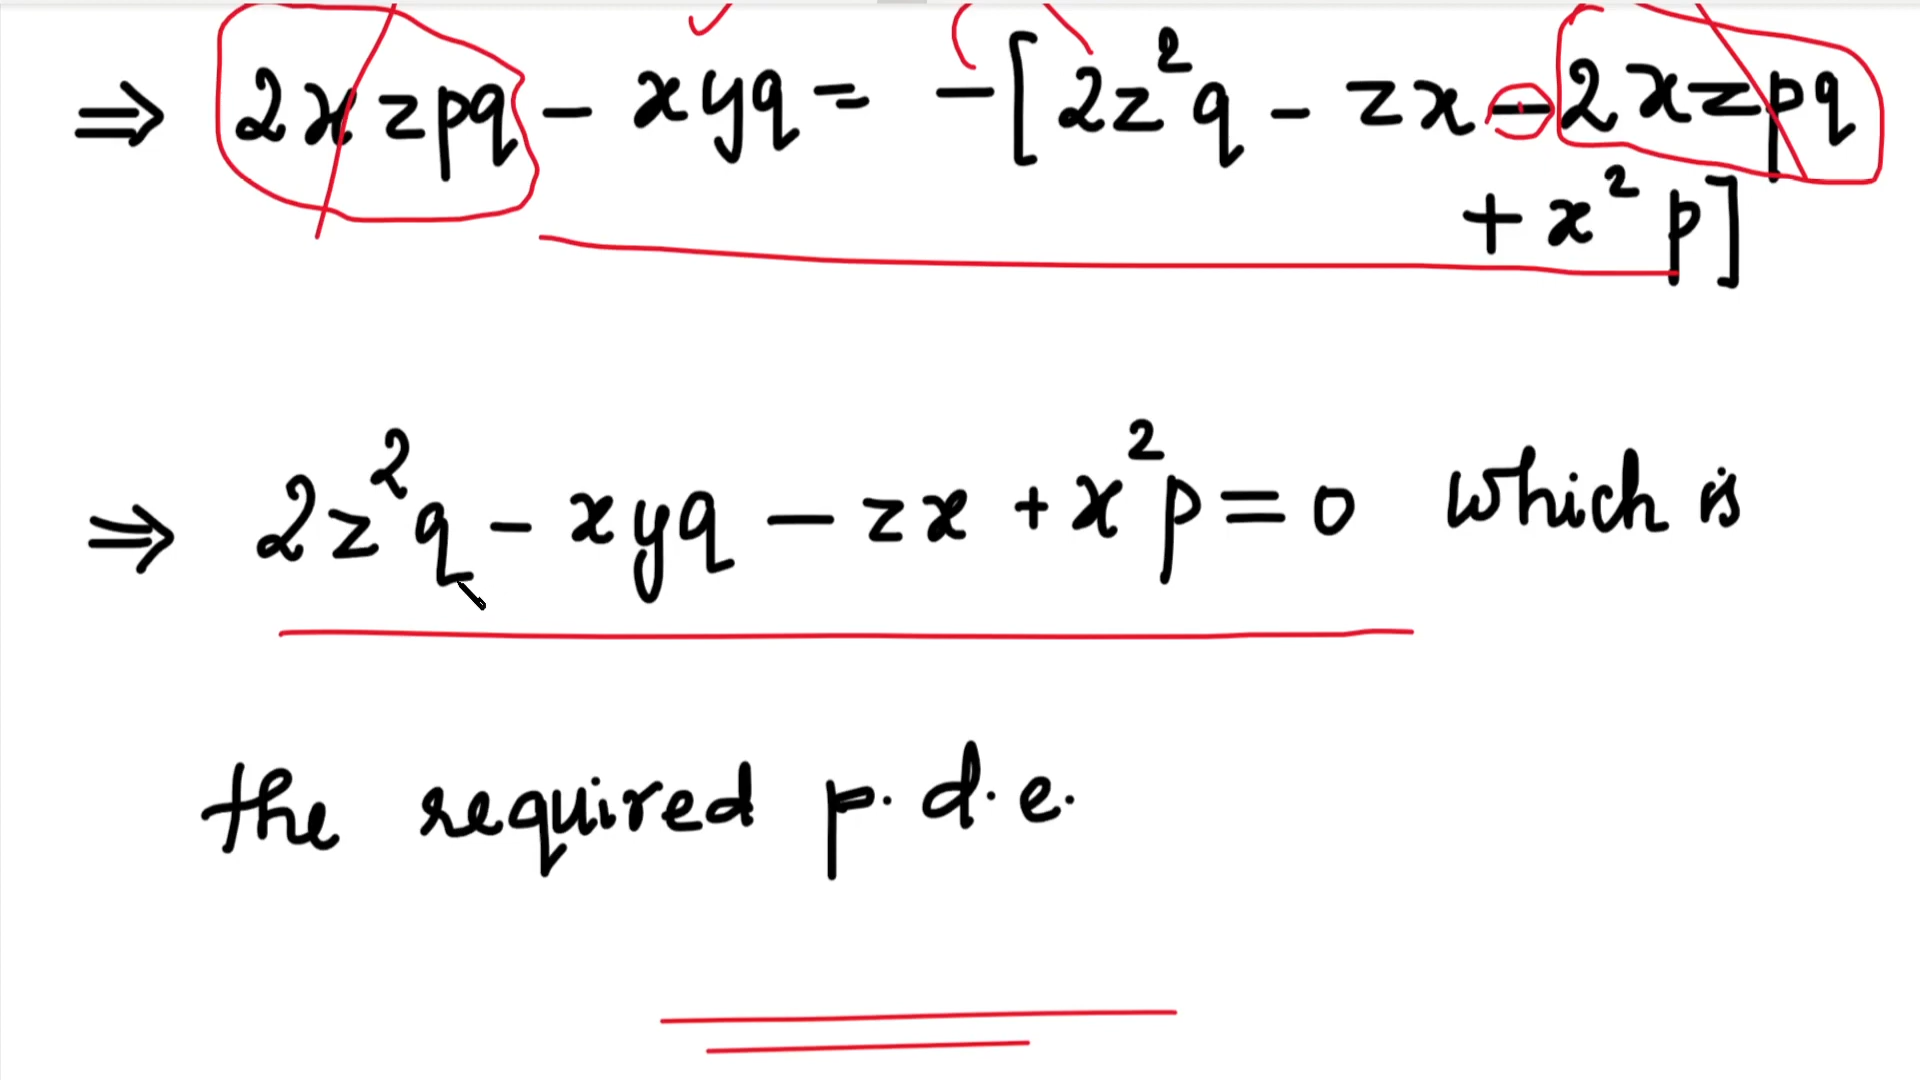 ⇒ 2xzpq - xyq = -[2z²q - zx - 2xzpq
+ x²p]
⇒ 2z²q - xyq - zx + x²p = 0 which is
the required p.d.e.